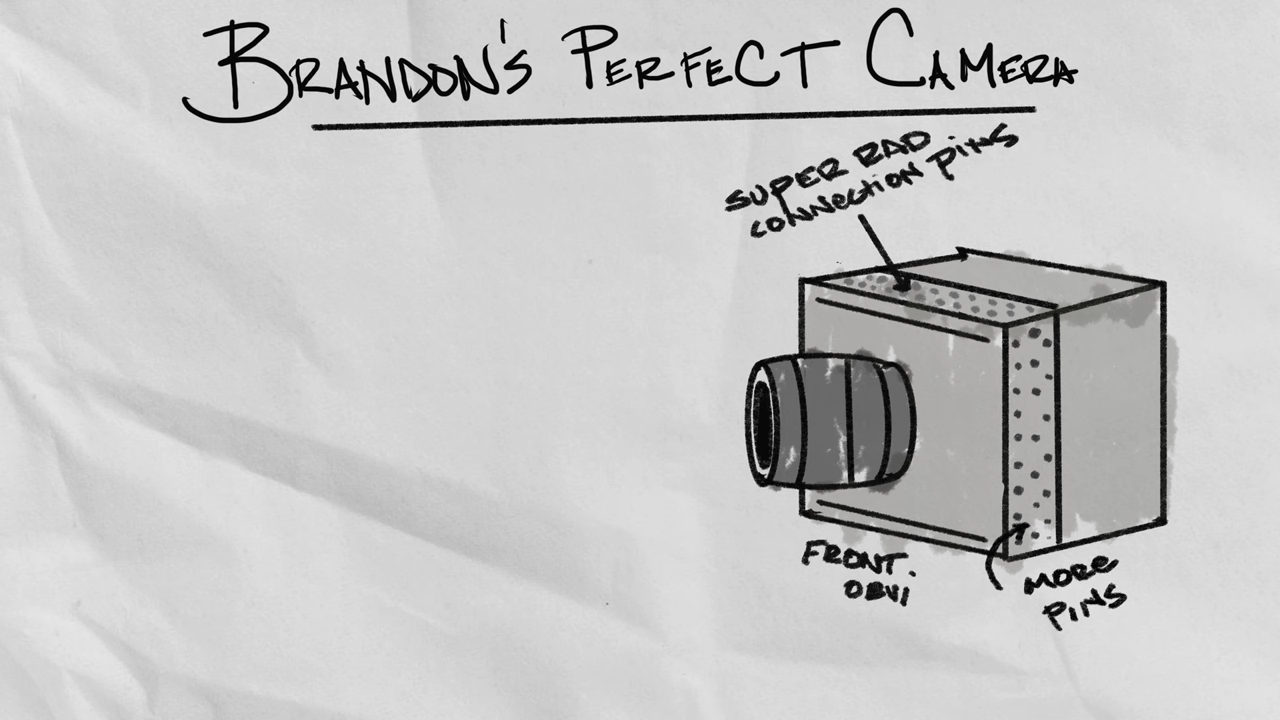 BRANDON'S PERFECT CAMERA
SUPER RAD
CONNECTION PINS
FRONT.
OBVI
MORE
PINS